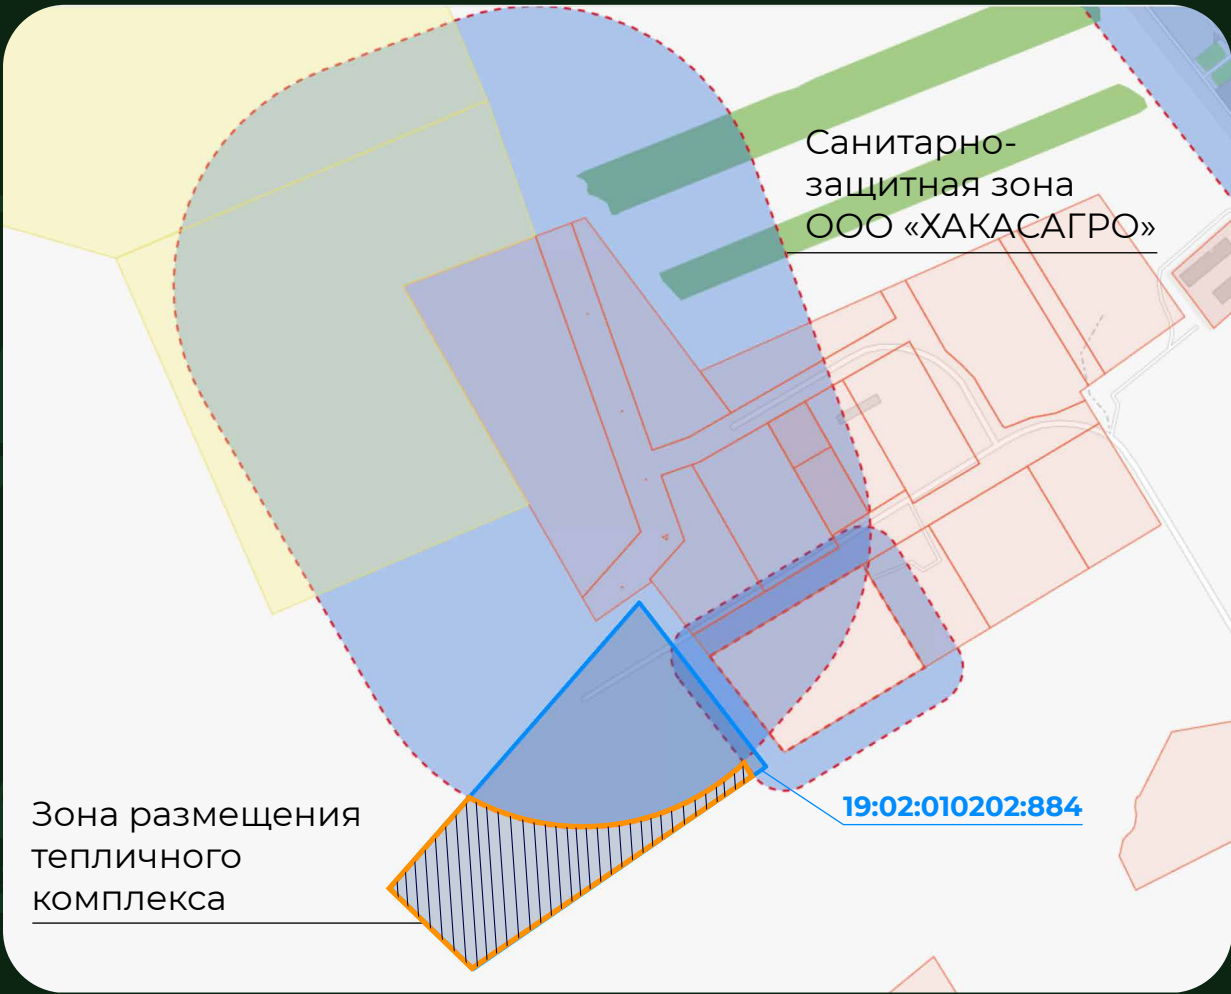 Санитарно-
защитная зона
ООО «ХАКАСАГРО»
Зона размещения
тепличного
комплекса
19:02:010202:884